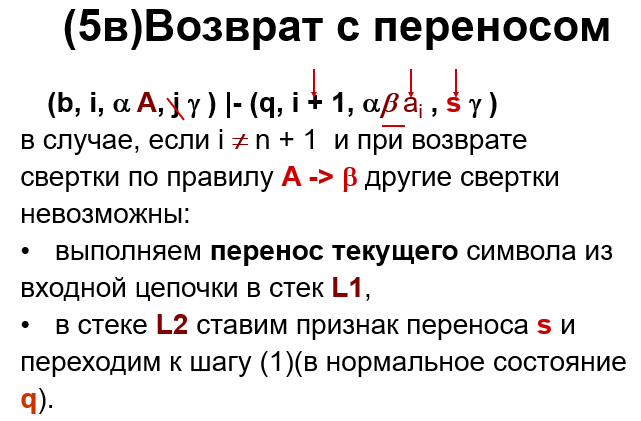 (5в)Возврат с переносом
(b, i, α A, j γ ) |- (q, i + 1, αβ aᵢ , s γ )
в случае, если i ≠ n + 1 и при возврате
свертки по правилу A -> β другие свертки
невозможны:
• выполняем перенос текущего символа из
входной цепочки в стек L1,
• в стеке L2 ставим признак переноса s и
переходим к шагу (1)(в нормальное состояние
q).